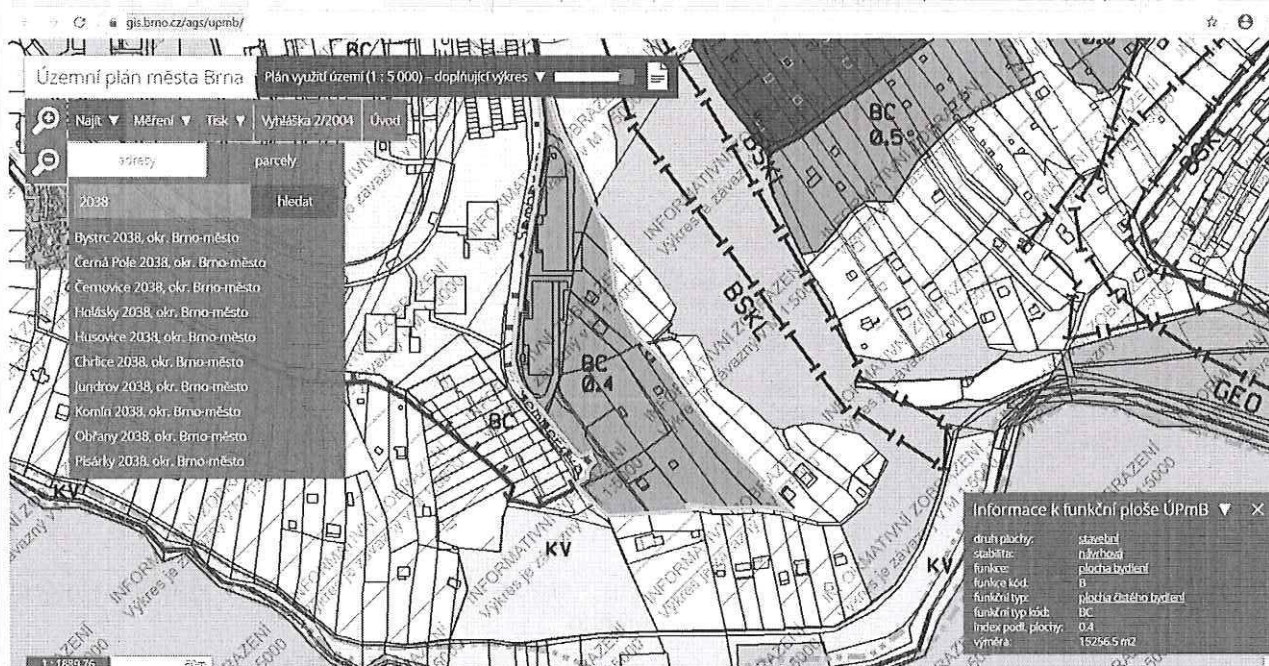 gis.brno.cz/ags/upmb/
Územní plán města Brna
Plán využití území (1 : 5 000) – doplňující výkres ▼
Najít ▼ Měření ▼ Tisk ▼ Vyhláška 2/2004 Úvod
adresy parcely
2038 hledat
Bystrc 2038, okr. Brno-město
Černá Pole 2038, okr. Brno-město
Černovice 2038, okr. Brno-město
Holásky 2038, okr. Brno-město
Husovice 2038, okr. Brno-město
Chrlice 2038, okr. Brno-město
Jundrov 2038, okr. Brno-město
Komín 2038, okr. Brno-město
Obřany 2038, okr. Brno-město
Pisárky 2038, okr. Brno-město
BC
BC
0.5
BSKL
BSKL
B
BSKL
BC
0.4
BC
GEO
KV
KV
KV
INFORMATIVNÍ ZOBRAZENÍ
Výkres je závazný v M 1:5000
Informace k funkční ploše ÚPmB ▼ ×
druh plochy: stavební
stabilita: návrhová
funkce: plocha bydlení
funkce kód: B
funkční typ: plocha čistého bydlení
funkční typ kód: BC
index podl. plochy: 0.4
výměra: 15256.5 m2
1 : 1889.76